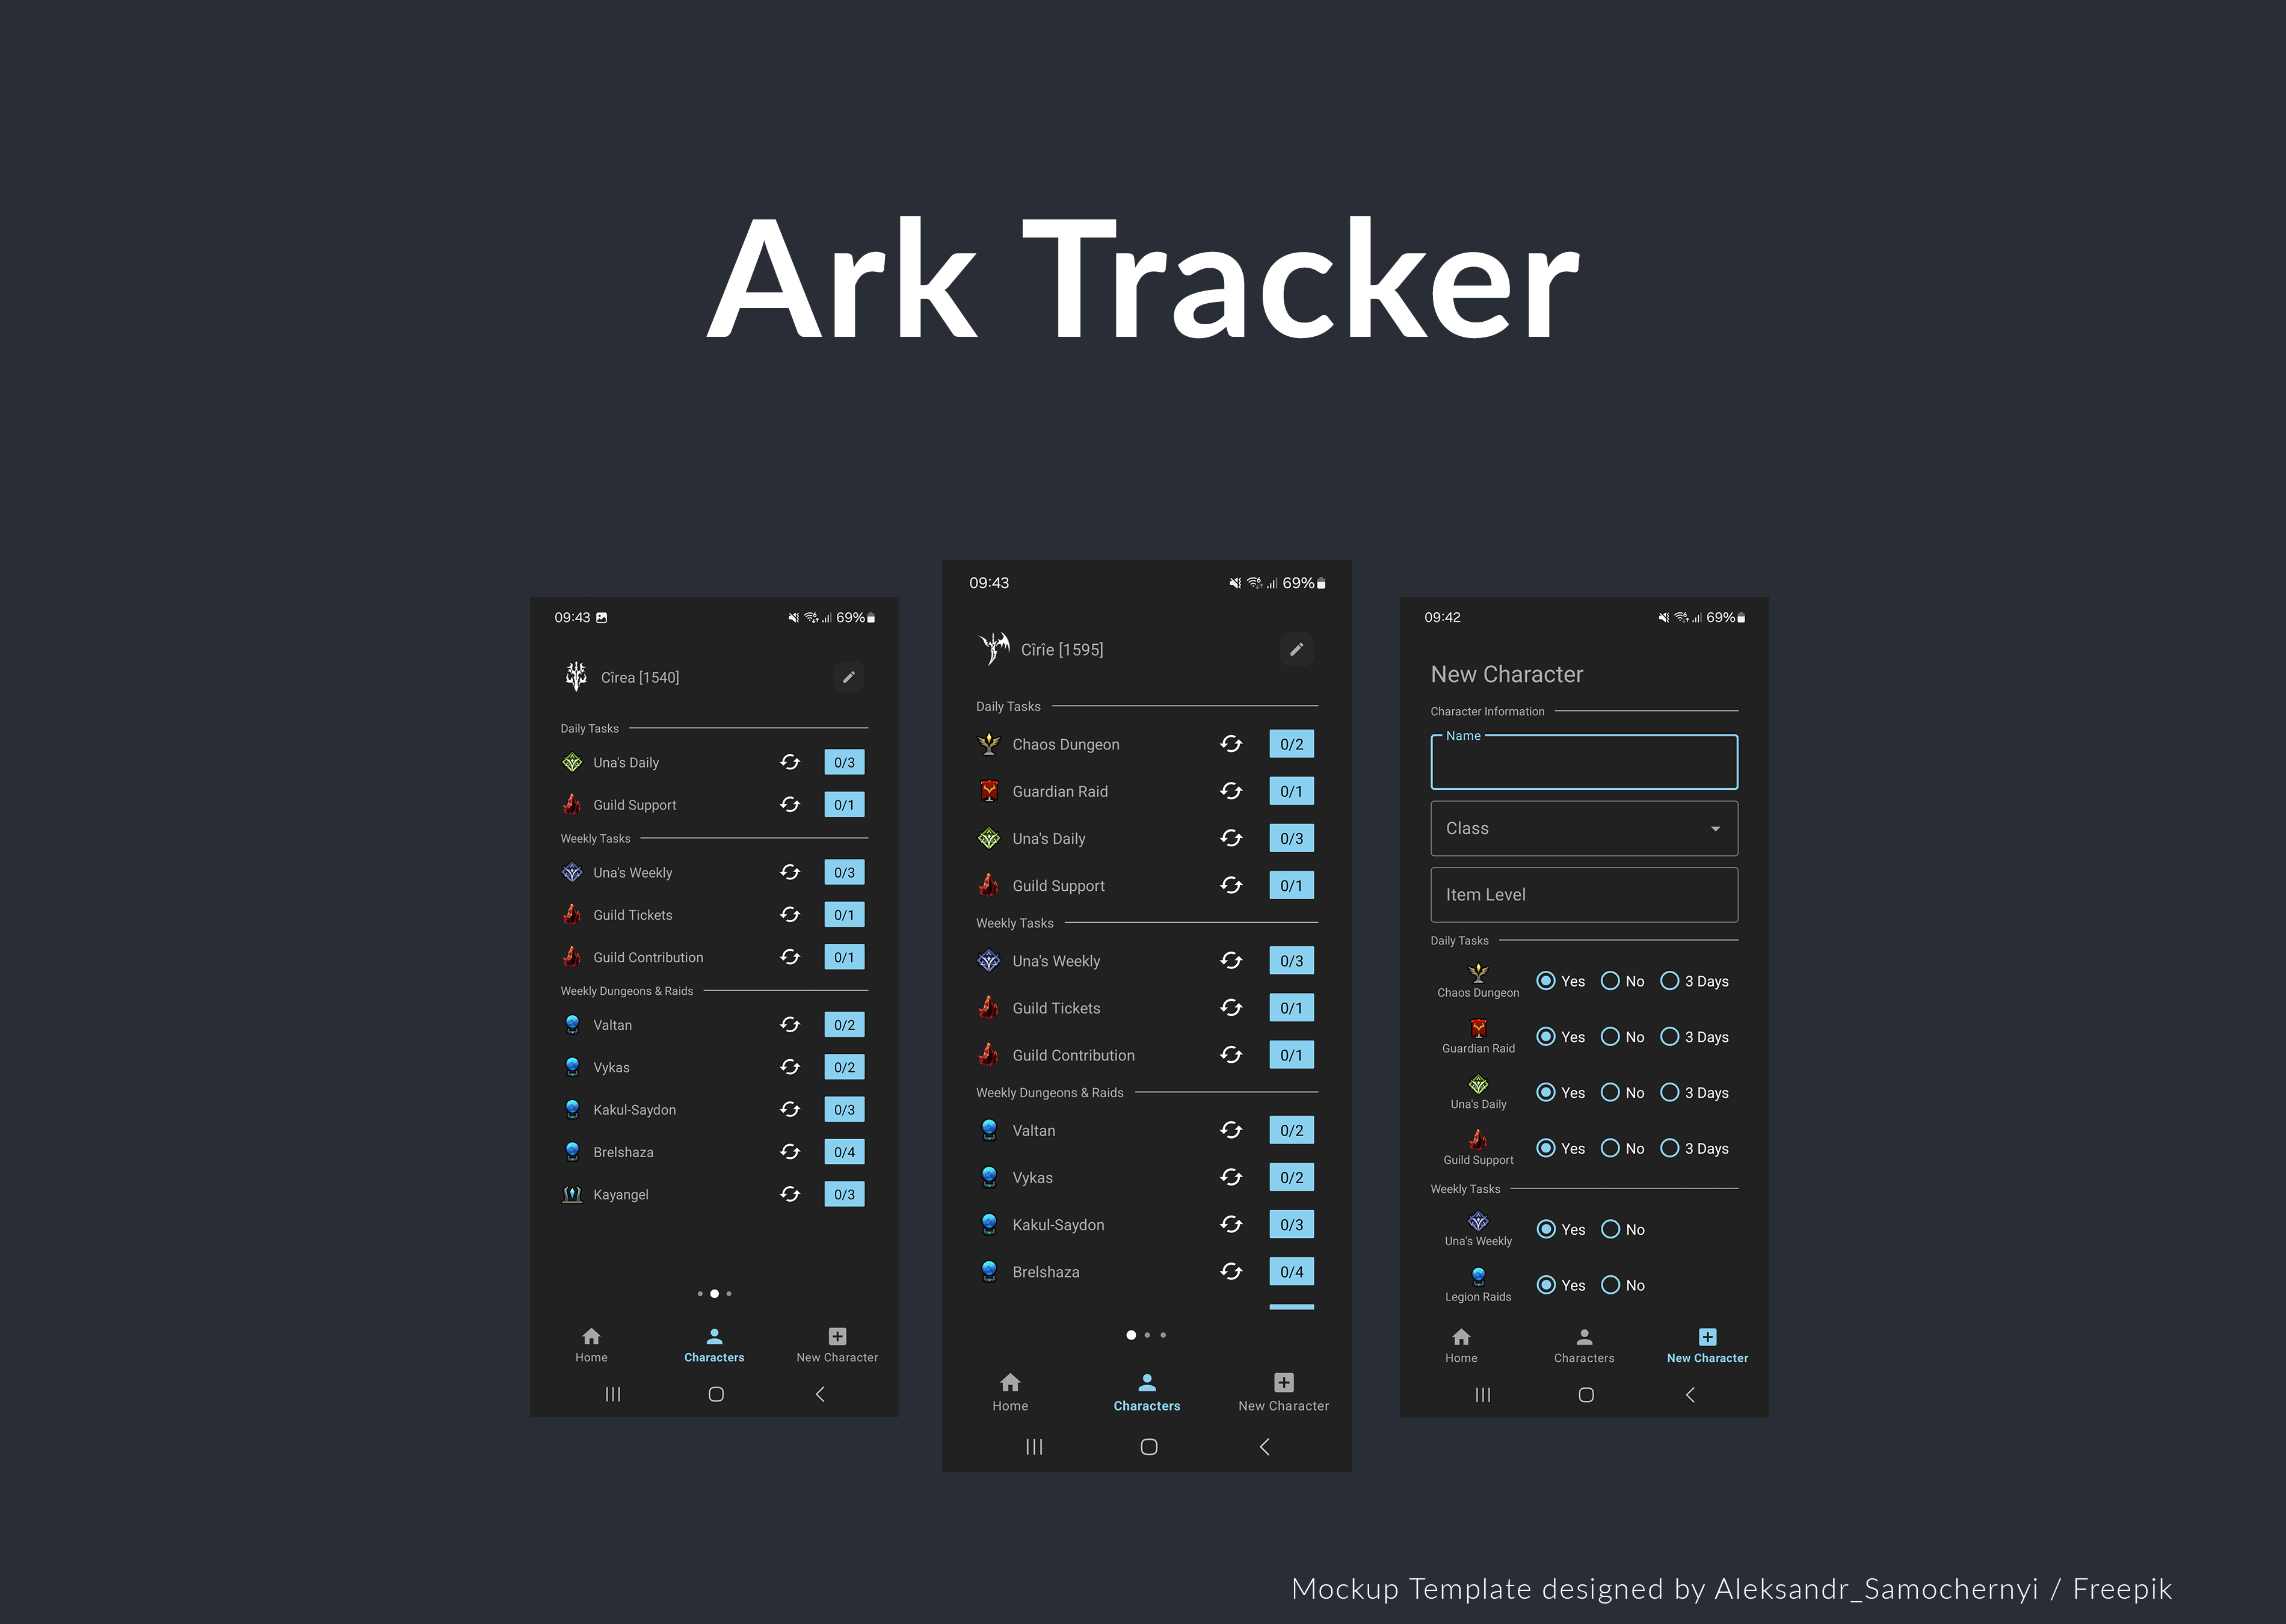 Ark Tracker
09:43
69%
Cîrea [1540]
Daily Tasks
Una's Daily 0/3
Guild Support 0/1
Weekly Tasks
Una's Weekly 0/3
Guild Tickets 0/1
Guild Contribution 0/1
Weekly Dungeons & Raids
Valtan 0/2
Vykas 0/2
Kakul-Saydon 0/3
Brelshaza 0/4
Kayangel 0/3
Home Characters New Character
09:43
69%
Cîrîe [1595]
Daily Tasks
Chaos Dungeon 0/2
Guardian Raid 0/1
Una's Daily 0/3
Guild Support 0/1
Weekly Tasks
Una's Weekly 0/3
Guild Tickets 0/1
Guild Contribution 0/1
Weekly Dungeons & Raids
Valtan 0/2
Vykas 0/2
Kakul-Saydon 0/3
Brelshaza 0/4
Home Characters New Character
09:42
69%
New Character
Character Information
Name
Class
Item Level
Daily Tasks
Chaos Dungeon Yes No 3 Days
Guardian Raid Yes No 3 Days
Una's Daily Yes No 3 Days
Guild Support Yes No 3 Days
Weekly Tasks
Una's Weekly Yes No
Legion Raids Yes No
Home Characters New Character
Mockup Template designed by Aleksandr_Samochernyi / Freepik